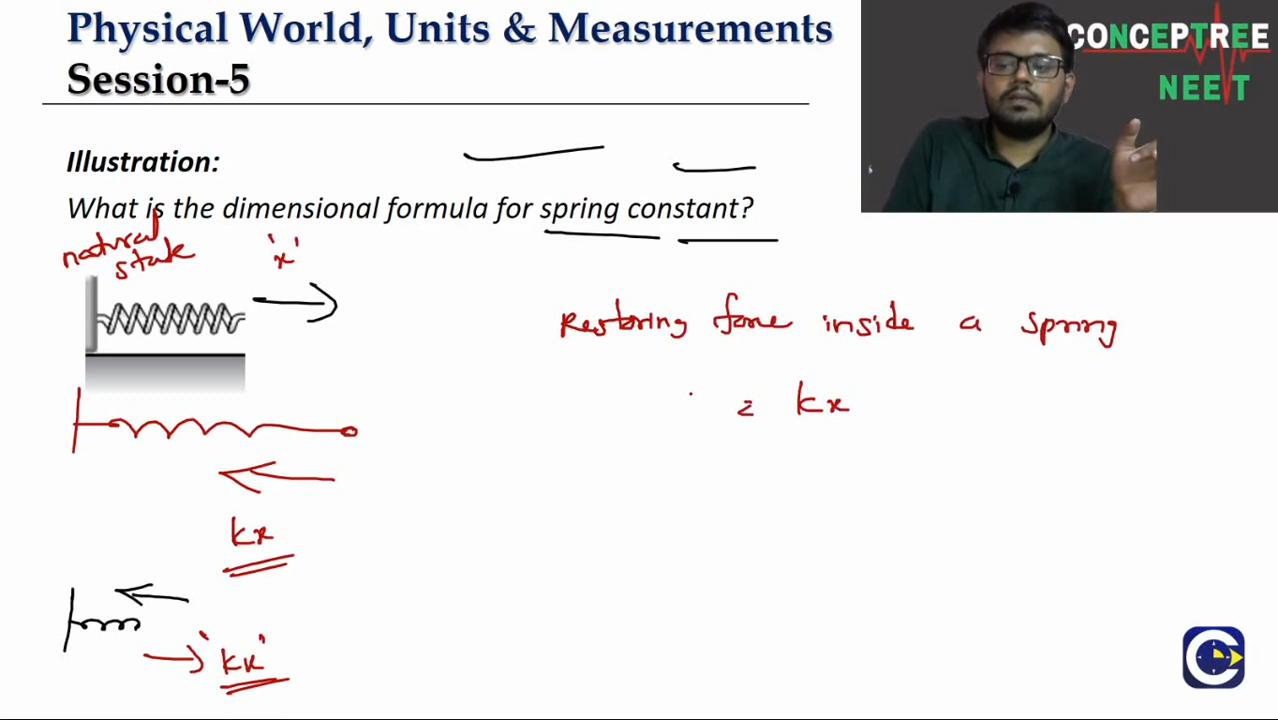 Physical World, Units & Measurements
Session-5
CONCEPTREE
NEET
Illustration:
What is the dimensional formula for spring constant?
natural
state
'x'
Restoring force inside a spring
= kx
kx
'kx'